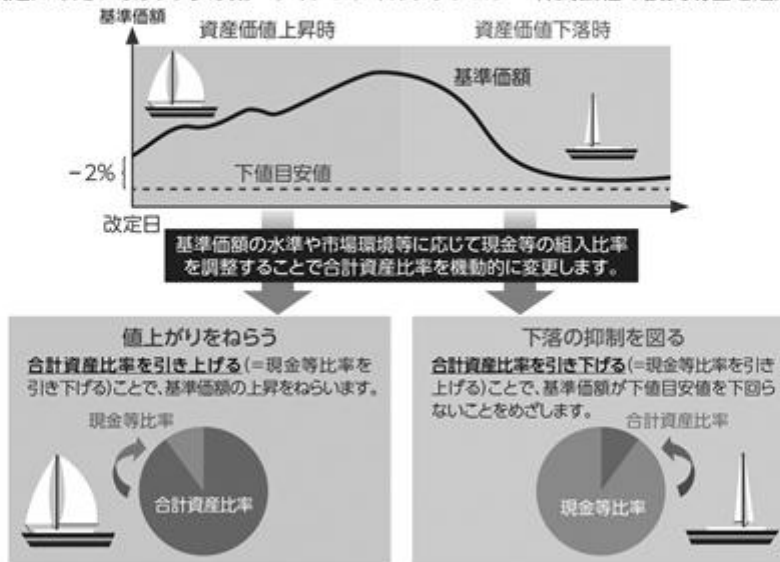 基準価額
資産価値上昇時
資産価値下落時
基準価額
-2%
下値目安値
改定日
基準価額の水準や市場環境等に応じて現金等の組入比率
を調整することで合計資産比率を機動的に変更します。
値上がりをねらう
合計資産比率を引き上げる(=現金等比率を
引き下げる)ことで、基準価額の上昇をねらいます。
現金等比率
合計資産比率
下落の抑制を図る
合計資産比率を引き下げる(=現金等比率を引き
上げる)ことで、基準価額が下値目安値を下回ら
ないことをめざします。
合計資産比率
現金等比率